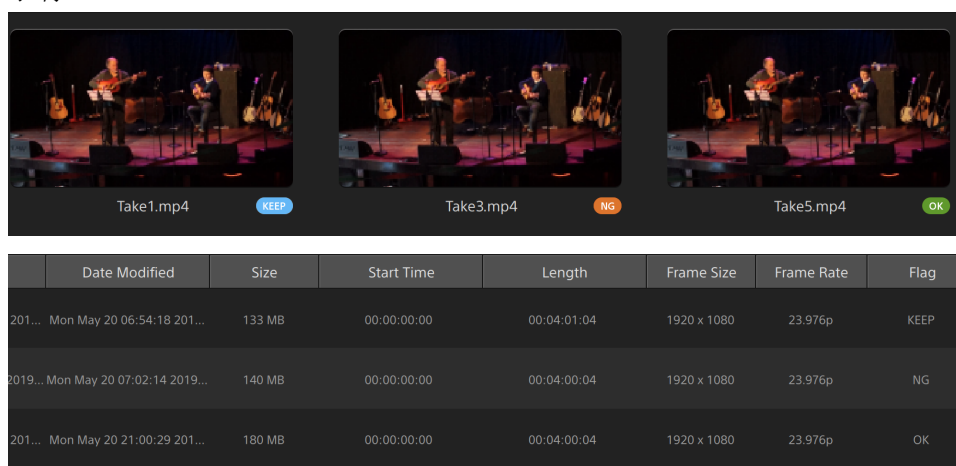 Take1.mp4 KEEP Take3.mp4 NG Take5.mp4 OK
Date Modified Size Start Time Length Frame Size Frame Rate Flag
201... Mon May 20 06:54:18 201... 133 MB 00:00:00:00 00:04:01:04 1920 x 1080 23.976p KEEP
2019... Mon May 20 07:02:14 2019... 140 MB 00:00:00:00 00:04:00:04 1920 x 1080 23.976p NG
201... Mon May 20 21:00:29 201... 180 MB 00:00:00:00 00:04:00:04 1920 x 1080 23.976p OK